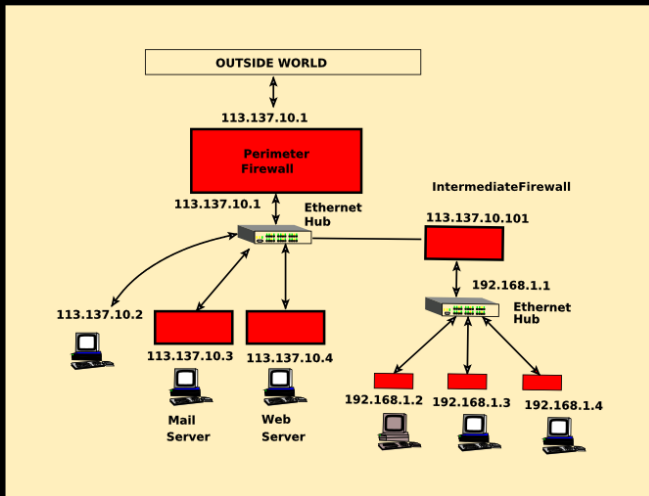 OUTSIDE WORLD
113.137.10.1
Perimeter
Firewall
113.137.10.1
Ethernet
Hub
IntermediateFirewall
113.137.10.101
192.168.1.1
Ethernet
Hub
113.137.10.2
113.137.10.3
113.137.10.4
Mail
Server
Web
Server
192.168.1.2
192.168.1.3
192.168.1.4